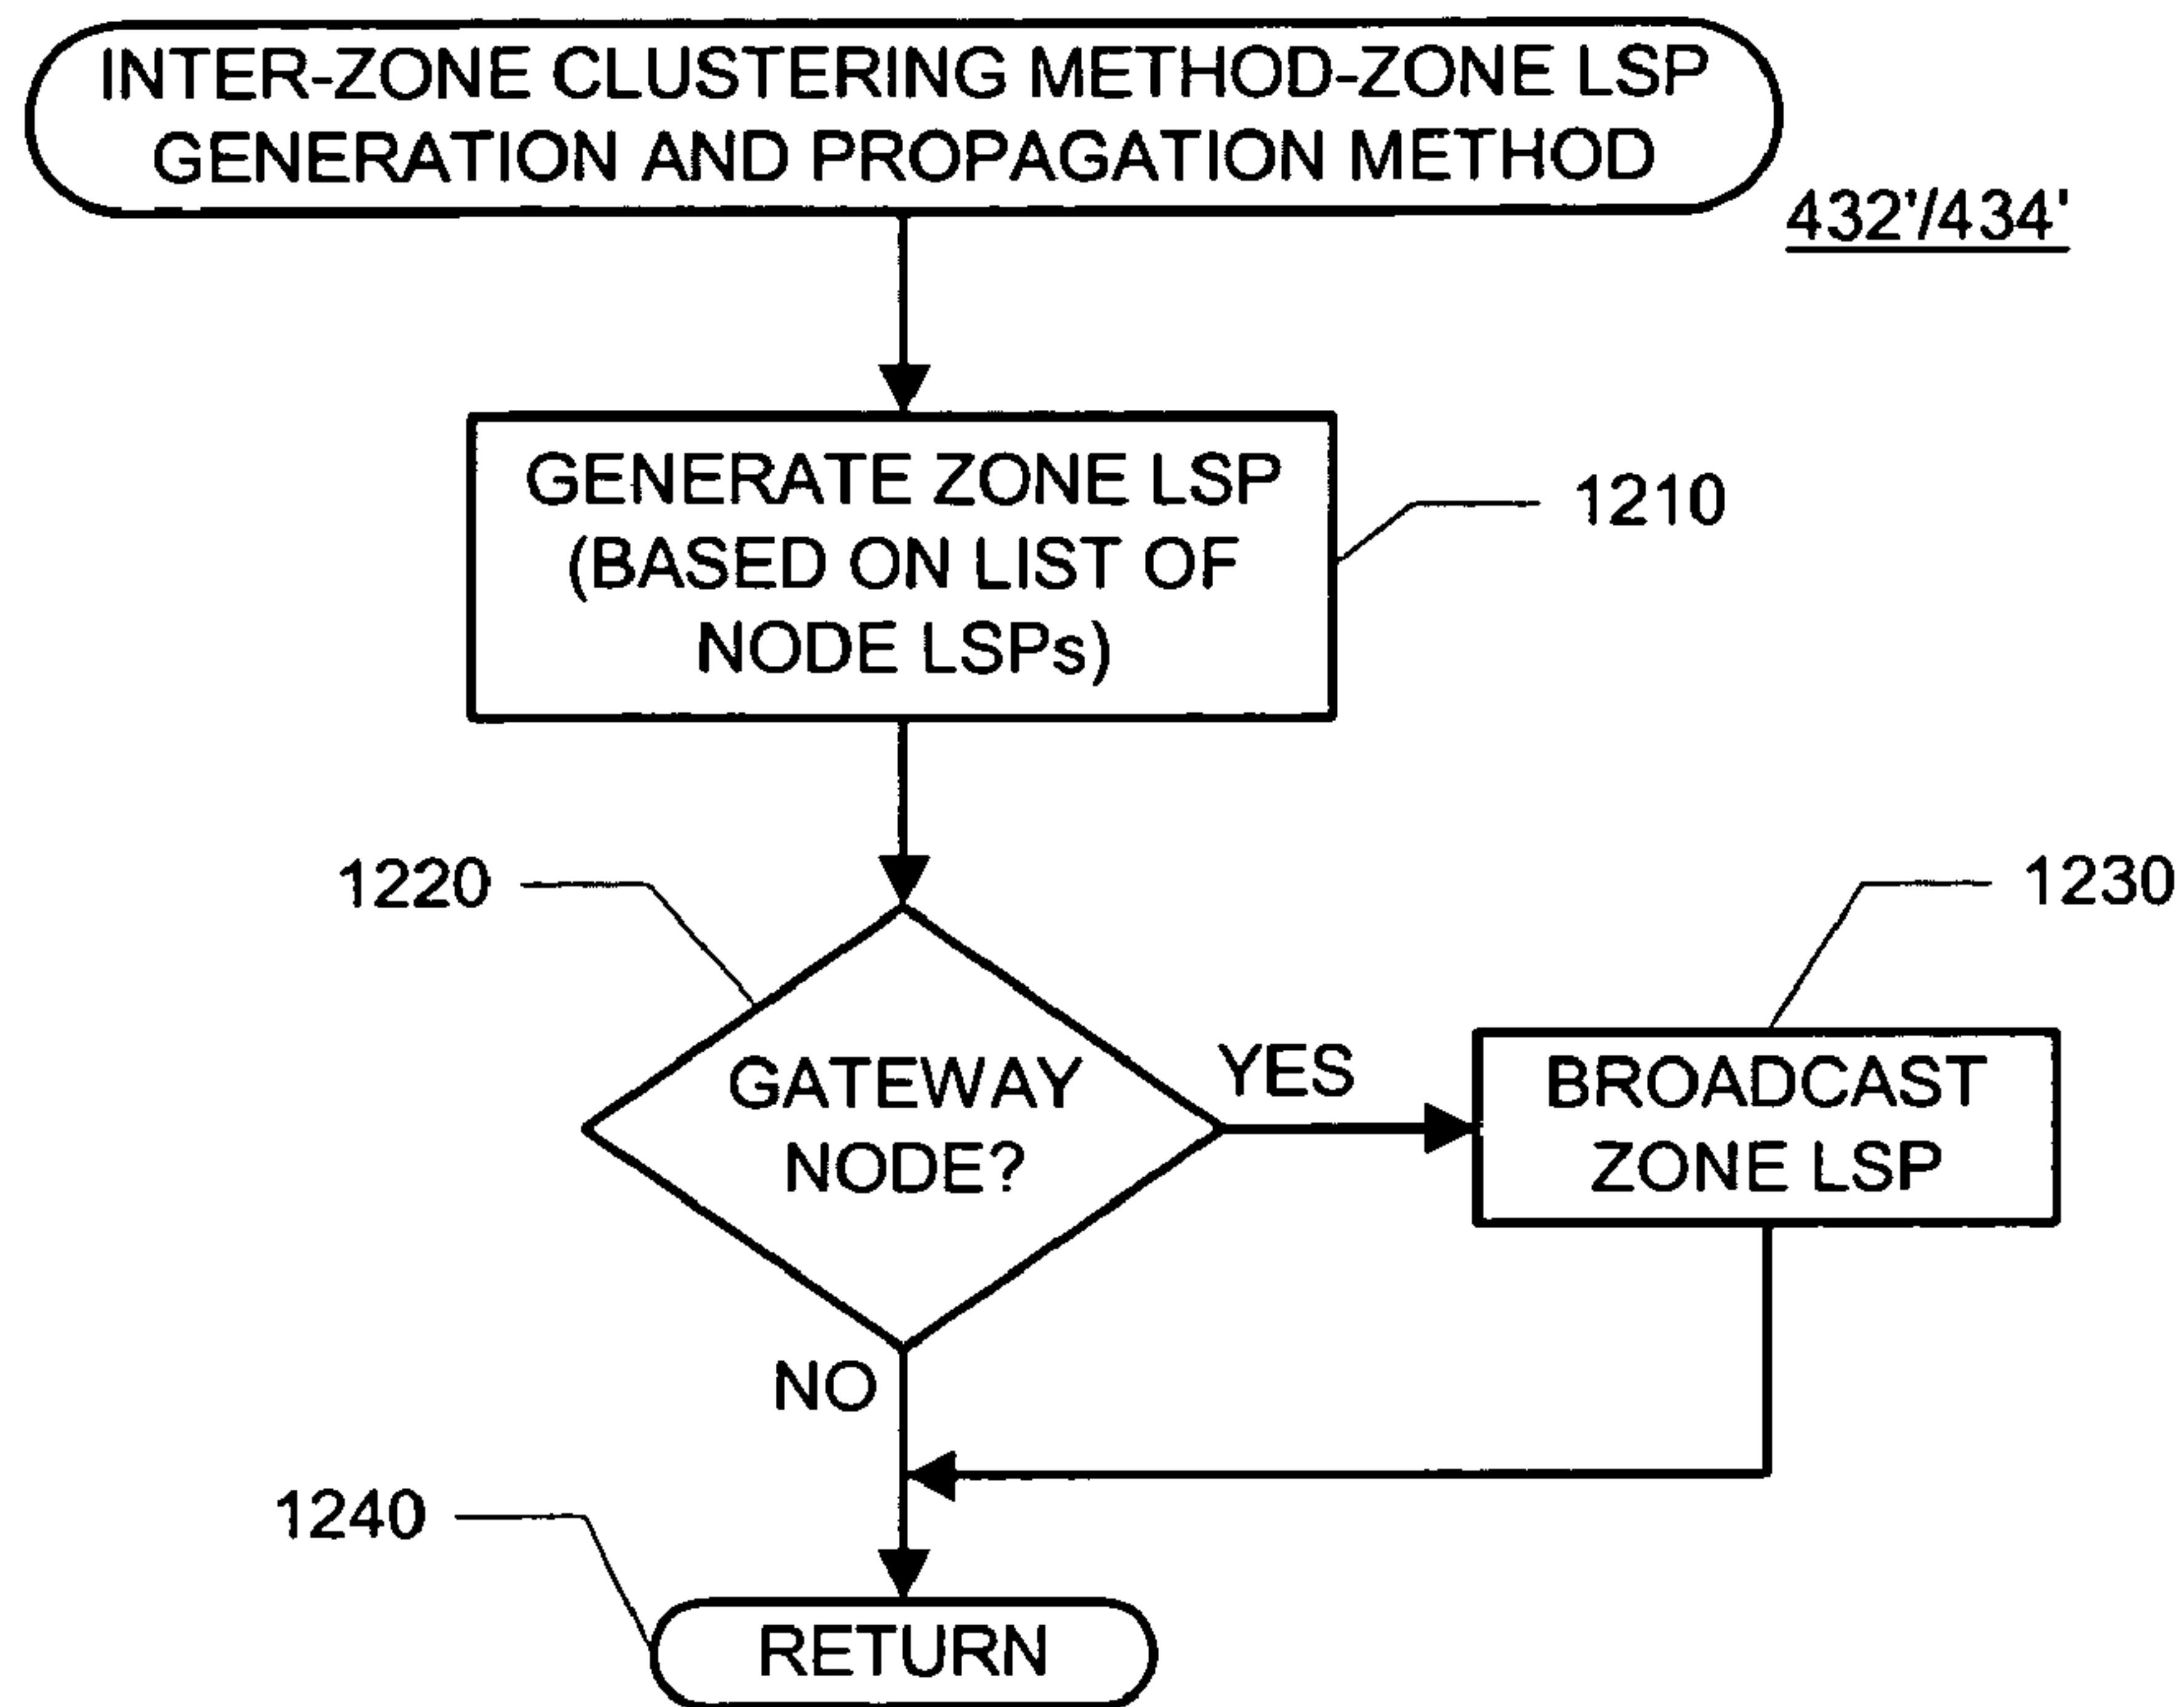 INTER-ZONE CLUSTERING METHOD-ZONE LSP
GENERATION AND PROPAGATION METHOD
432'/434'
GENERATE ZONE LSP
(BASED ON LIST OF
NODE LSPs)
1210
1220
1230
GATEWAY
NODE?
YES
BROADCAST
ZONE LSP
NO
1240
RETURN